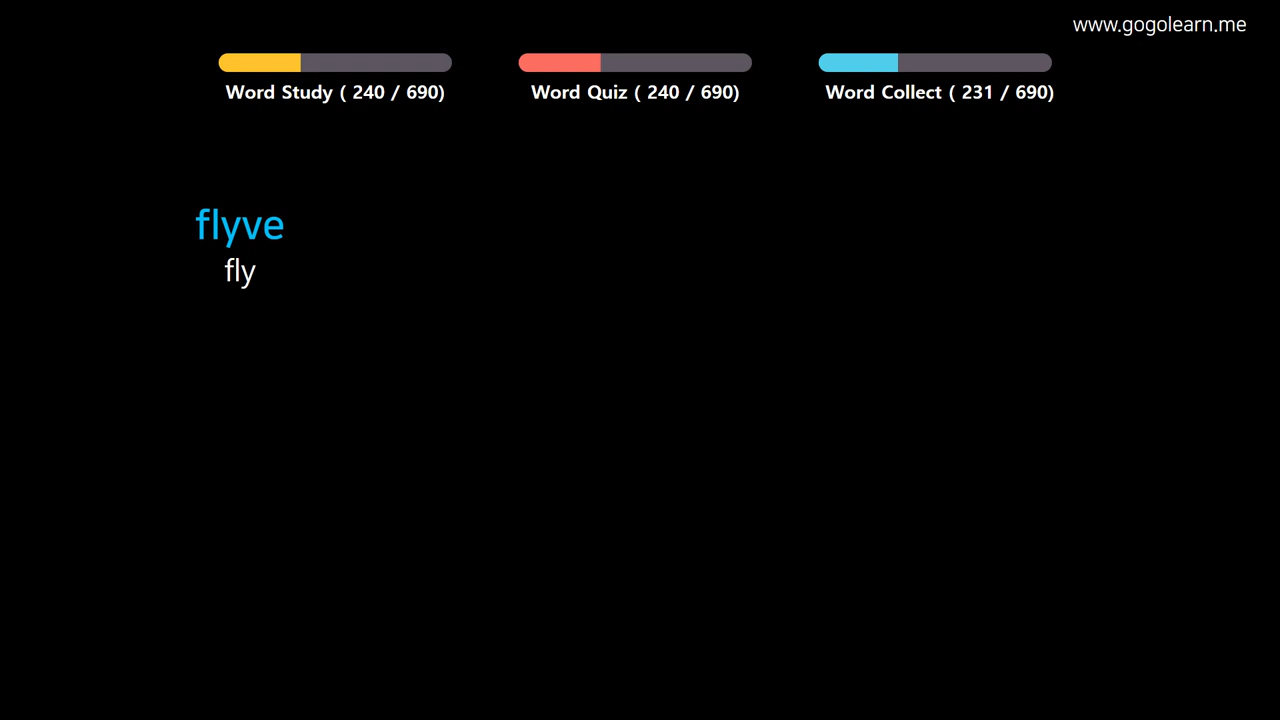 www.gogolearn.me
Word Study ( 240 / 690)
Word Quiz ( 240 / 690)
Word Collect ( 231 / 690)
flyve
fly